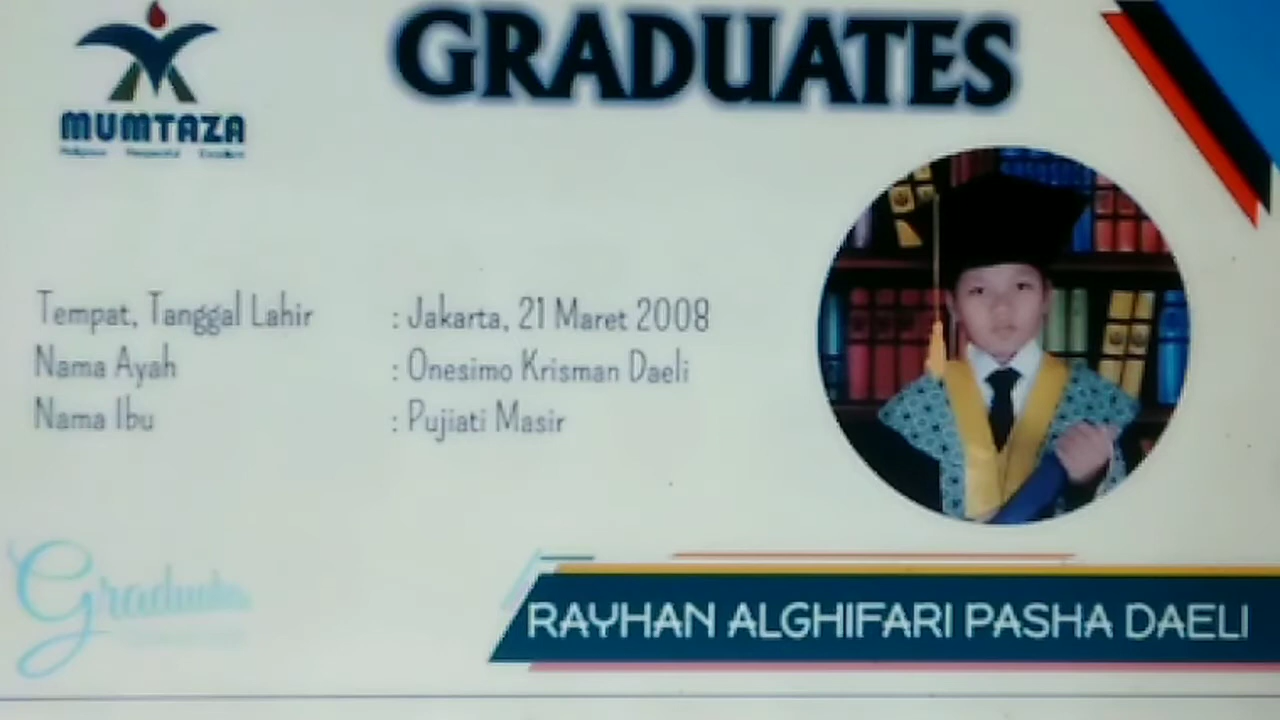 GRADUATES
MUMTAZA
Tempat, Tanggal Lahir : Jakarta, 21 Maret 2008
Nama Ayah : Onesimo Krisman Daeli
Nama Ibu : Pujiati Masir
Graduates
RAYHAN ALGHIFARI PASHA DAELI